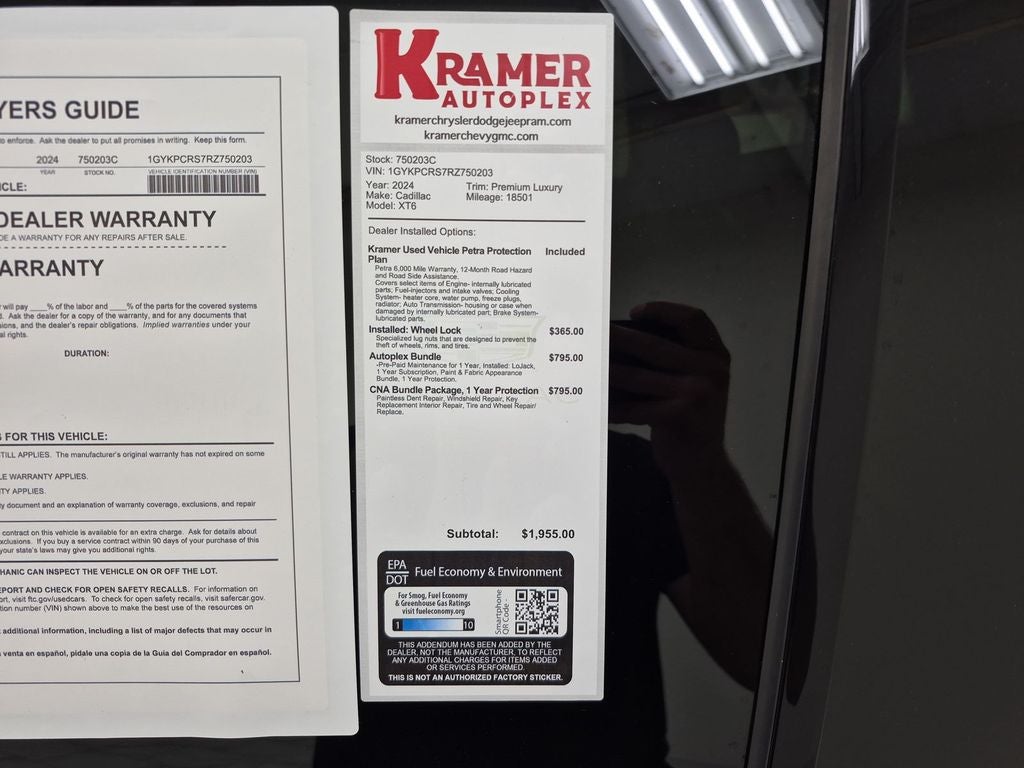 YERS GUIDE
o enforce. Ask the dealer to put all promises in writing. Keep this form.
2024 750203C 1GYKPCRS7RZ750203
YEAR STOCK NO. VEHICLE IDENTIFICATION NUMBER (VIN)
ICLE:
DEALER WARRANTY
DE A WARRANTY FOR ANY REPAIRS AFTER SALE.
ARRANTY
will pay ____% of the labor and ____% of the parts for the covered systems
. Ask the dealer for a copy of the warranty, and for any documents that
ions, and the dealer's repair obligations. Implied warranties under your
al rights.
DURATION:
S FOR THIS VEHICLE:
TILL APPLIES. The manufacturer's original warranty has not expired on some
LE WARRANTY APPLIES.
TY APPLIES.
y document and an explanation of warranty coverage, exclusions, and repair
contract on this vehicle is available for an extra charge. Ask for details about
xclusions. If you buy a service contract within 90 days of your purchase of this
your state's laws may give you additional rights.
HANIC CAN INSPECT THE VEHICLE ON OR OFF THE LOT.
EPORT AND CHECK FOR OPEN SAFETY RECALLS. For information on
ort, visit ftc.gov/usedcars. To check for open safety recalls, visit safercar.gov.
tion number (VIN) shown above to make the best use of the resources on
additional information, including a list of major defects that may occur in
venta en español, pídale una copia de la Guía del Comprador en español.
KRAMER
AUTOPLEX
kramerchryslerdodgejeepram.com
kramerchevygmc.com
Stock: 750203C
VIN: 1GYKPCRS7RZ750203
Year: 2024 Trim: Premium Luxury
Make: Cadillac Mileage: 18501
Model: XT6
Dealer Installed Options:
Kramer Used Vehicle Petra Protection Included
Plan
Petra 6,000 Mile Warranty, 12-Month Road Hazard
and Road Side Assistance.
Covers select items of Engine- internally lubricated
parts; Fuel-injectors and intake valves; Cooling
System- heater core, water pump, freeze plugs,
radiator; Auto Transmission- housing or case when
damaged by internally lubricated part; Brake System-
lubricated parts.
Installed: Wheel Lock $365.00
Specialized lug nuts that are designed to prevent the
theft of wheels, rims, and tires.
Autoplex Bundle $795.00
-Pre-Paid Maintenance for 1 Year, Installed: LoJack,
1 Year Subscription, Paint & Fabric Appearance
Bundle, 1 Year Protection.
CNA Bundle Package, 1 Year Protection $795.00
Paintless Dent Repair, Windshield Repair, Key
Replacement Interior Repair, Tire and Wheel Repair/
Replace.
Subtotal: $1,955.00
EPA
DOT Fuel Economy & Environment
For Smog, Fuel Economy
& Greenhouse Gas Ratings
visit fueleconomy.org
1 10
Smartphone
QR Code -
THIS ADDENDUM HAS BEEN ADDED BY THE
DEALER, NOT THE MANUFACTURER, TO REFLECT
ANY ADDITIONAL CHARGES FOR ITEMS ADDED
OR SERVICES PERFORMED.
THIS IS NOT AN AUTHORIZED FACTORY STICKER.